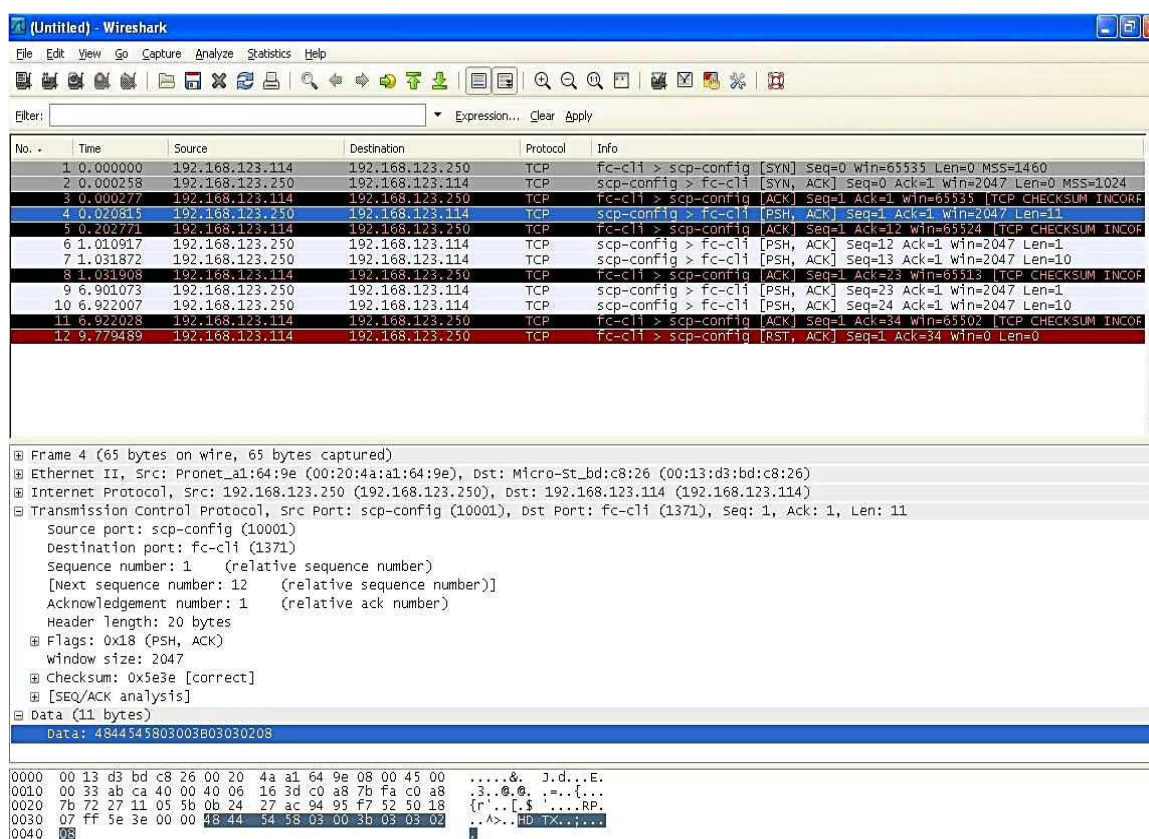 (Untitled) - Wireshark
File Edit View Go Capture Analyze Statistics Help
Filter: Expression... Clear Apply
No. . Time Source Destination Protocol Info
1 0.000000 192.168.123.114 192.168.123.250 TCP fc-cli > scp-config [SYN] Seq=0 Win=65535 Len=0 MSS=1460
2 0.000258 192.168.123.250 192.168.123.114 TCP scp-config > fc-cli [SYN, ACK] Seq=0 Ack=1 Win=2047 Len=0 MSS=1024
3 0.000277 192.168.123.114 192.168.123.250 TCP fc-cli > scp-config [ACK] Seq=1 Ack=1 Win=65535 [TCP CHECKSUM INCORR
4 0.020815 192.168.123.250 192.168.123.114 TCP scp-config > fc-cli [PSH, ACK] Seq=1 Ack=1 Win=2047 Len=11
5 0.202771 192.168.123.114 192.168.123.250 TCP fc-cli > scp-config [ACK] Seq=1 Ack=12 Win=65524 [TCP CHECKSUM INCOF
6 1.010917 192.168.123.250 192.168.123.114 TCP scp-config > fc-cli [PSH, ACK] Seq=12 Ack=1 Win=2047 Len=1
7 1.031872 192.168.123.250 192.168.123.114 TCP scp-config > fc-cli [PSH, ACK] Seq=13 Ack=1 Win=2047 Len=10
8 1.031908 192.168.123.114 192.168.123.250 TCP fc-cli > scp-config [ACK] Seq=1 Ack=23 Win=65513 [TCP CHECKSUM INCOF
9 6.901073 192.168.123.250 192.168.123.114 TCP scp-config > fc-cli [PSH, ACK] Seq=23 Ack=1 Win=2047 Len=1
10 6.922007 192.168.123.250 192.168.123.114 TCP scp-config > fc-cli [PSH, ACK] Seq=24 Ack=1 Win=2047 Len=10
11 6.922028 192.168.123.114 192.168.123.250 TCP fc-cli > scp-config [ACK] Seq=1 Ack=34 Win=65502 [TCP CHECKSUM INCOF
12 9.779489 192.168.123.114 192.168.123.250 TCP fc-cli > scp-config [RST, ACK] Seq=1 Ack=34 Win=0 Len=0
Frame 4 (65 bytes on wire, 65 bytes captured)
Ethernet II, Src: Pronet_a1:64:9e (00:20:4a:a1:64:9e), Dst: Micro-St_bd:c8:26 (00:13:d3:bd:c8:26)
Internet Protocol, Src: 192.168.123.250 (192.168.123.250), Dst: 192.168.123.114 (192.168.123.114)
Transmission Control Protocol, Src Port: scp-config (10001), Dst Port: fc-cli (1371), Seq: 1, Ack: 1, Len: 11
Source port: scp-config (10001)
Destination port: fc-cli (1371)
Sequence number: 1 (relative sequence number)
[Next sequence number: 12 (relative sequence number)]
Acknowledgement number: 1 (relative ack number)
Header length: 20 bytes
Flags: 0x18 (PSH, ACK)
Window size: 2047
Checksum: 0x5e3e [correct]
[SEQ/ACK analysis]
Data (11 bytes)
Data: 4844545803003B03030208
0000 00 13 d3 bd c8 26 00 20 4a a1 64 9e 08 00 45 00 .....&. J.d...E.
0010 00 33 ab ca 40 00 40 06 16 3d c0 a8 7b fa c0 a8 .3..@.@. .=..{...
0020 7b 72 27 11 05 5b 0b 24 27 ac 94 95 f7 52 50 18 {r'..[.$ '....RP.
0030 07 ff 5e 3e 00 00 48 44 54 58 03 00 3b 03 03 02 ..^>..HD TX..;...
0040 08 .